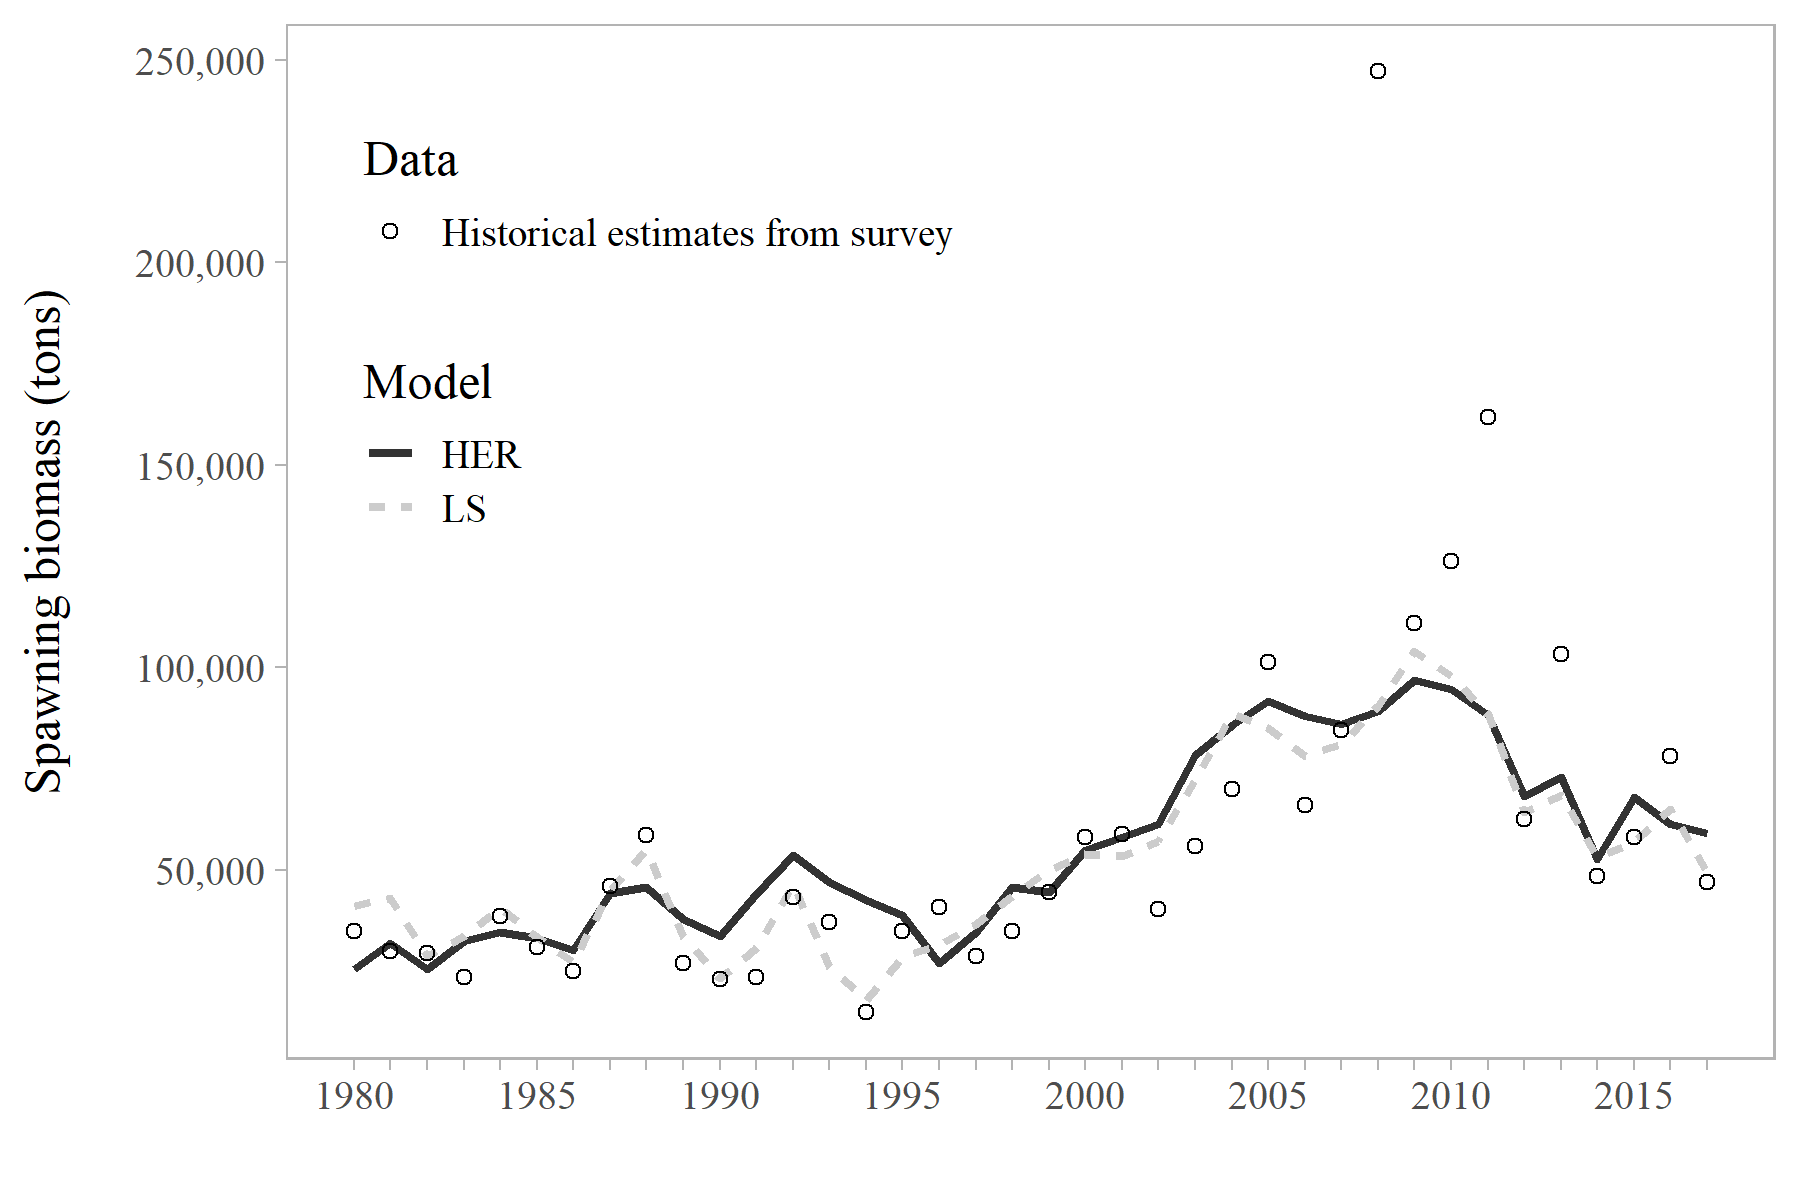 250,000
200,000
150,000
100,000
50,000
Spawning biomass (tons)
Data
Historical estimates from survey
Model
HER
LS
1980 1985 1990 1995 2000 2005 2010 2015